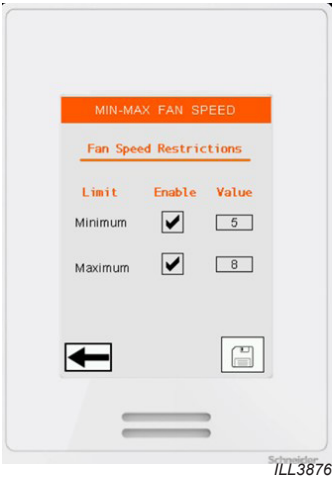 MIN-MAX FAN SPEED
Fan Speed Restrictions
Limit Enable Value
Minimum 5
Maximum 8
Schneider
ILL3876